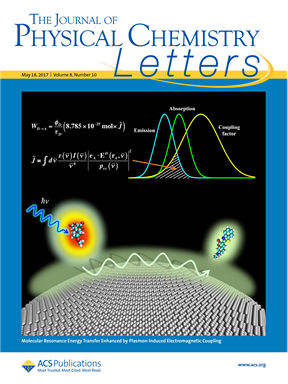 THE JOURNAL OF
PHYSICAL CHEMISTRY
Letters
May 18, 2017 | Volume 8, Number 10
Absorption
Emission
Coupling factor
hν
Molecular Resonance Energy Transfer Enhanced by Plasmon-Induced Electromagnetic Coupling
ACS Publications
Most Trusted. Most Cited. Most Read.
www.acs.org